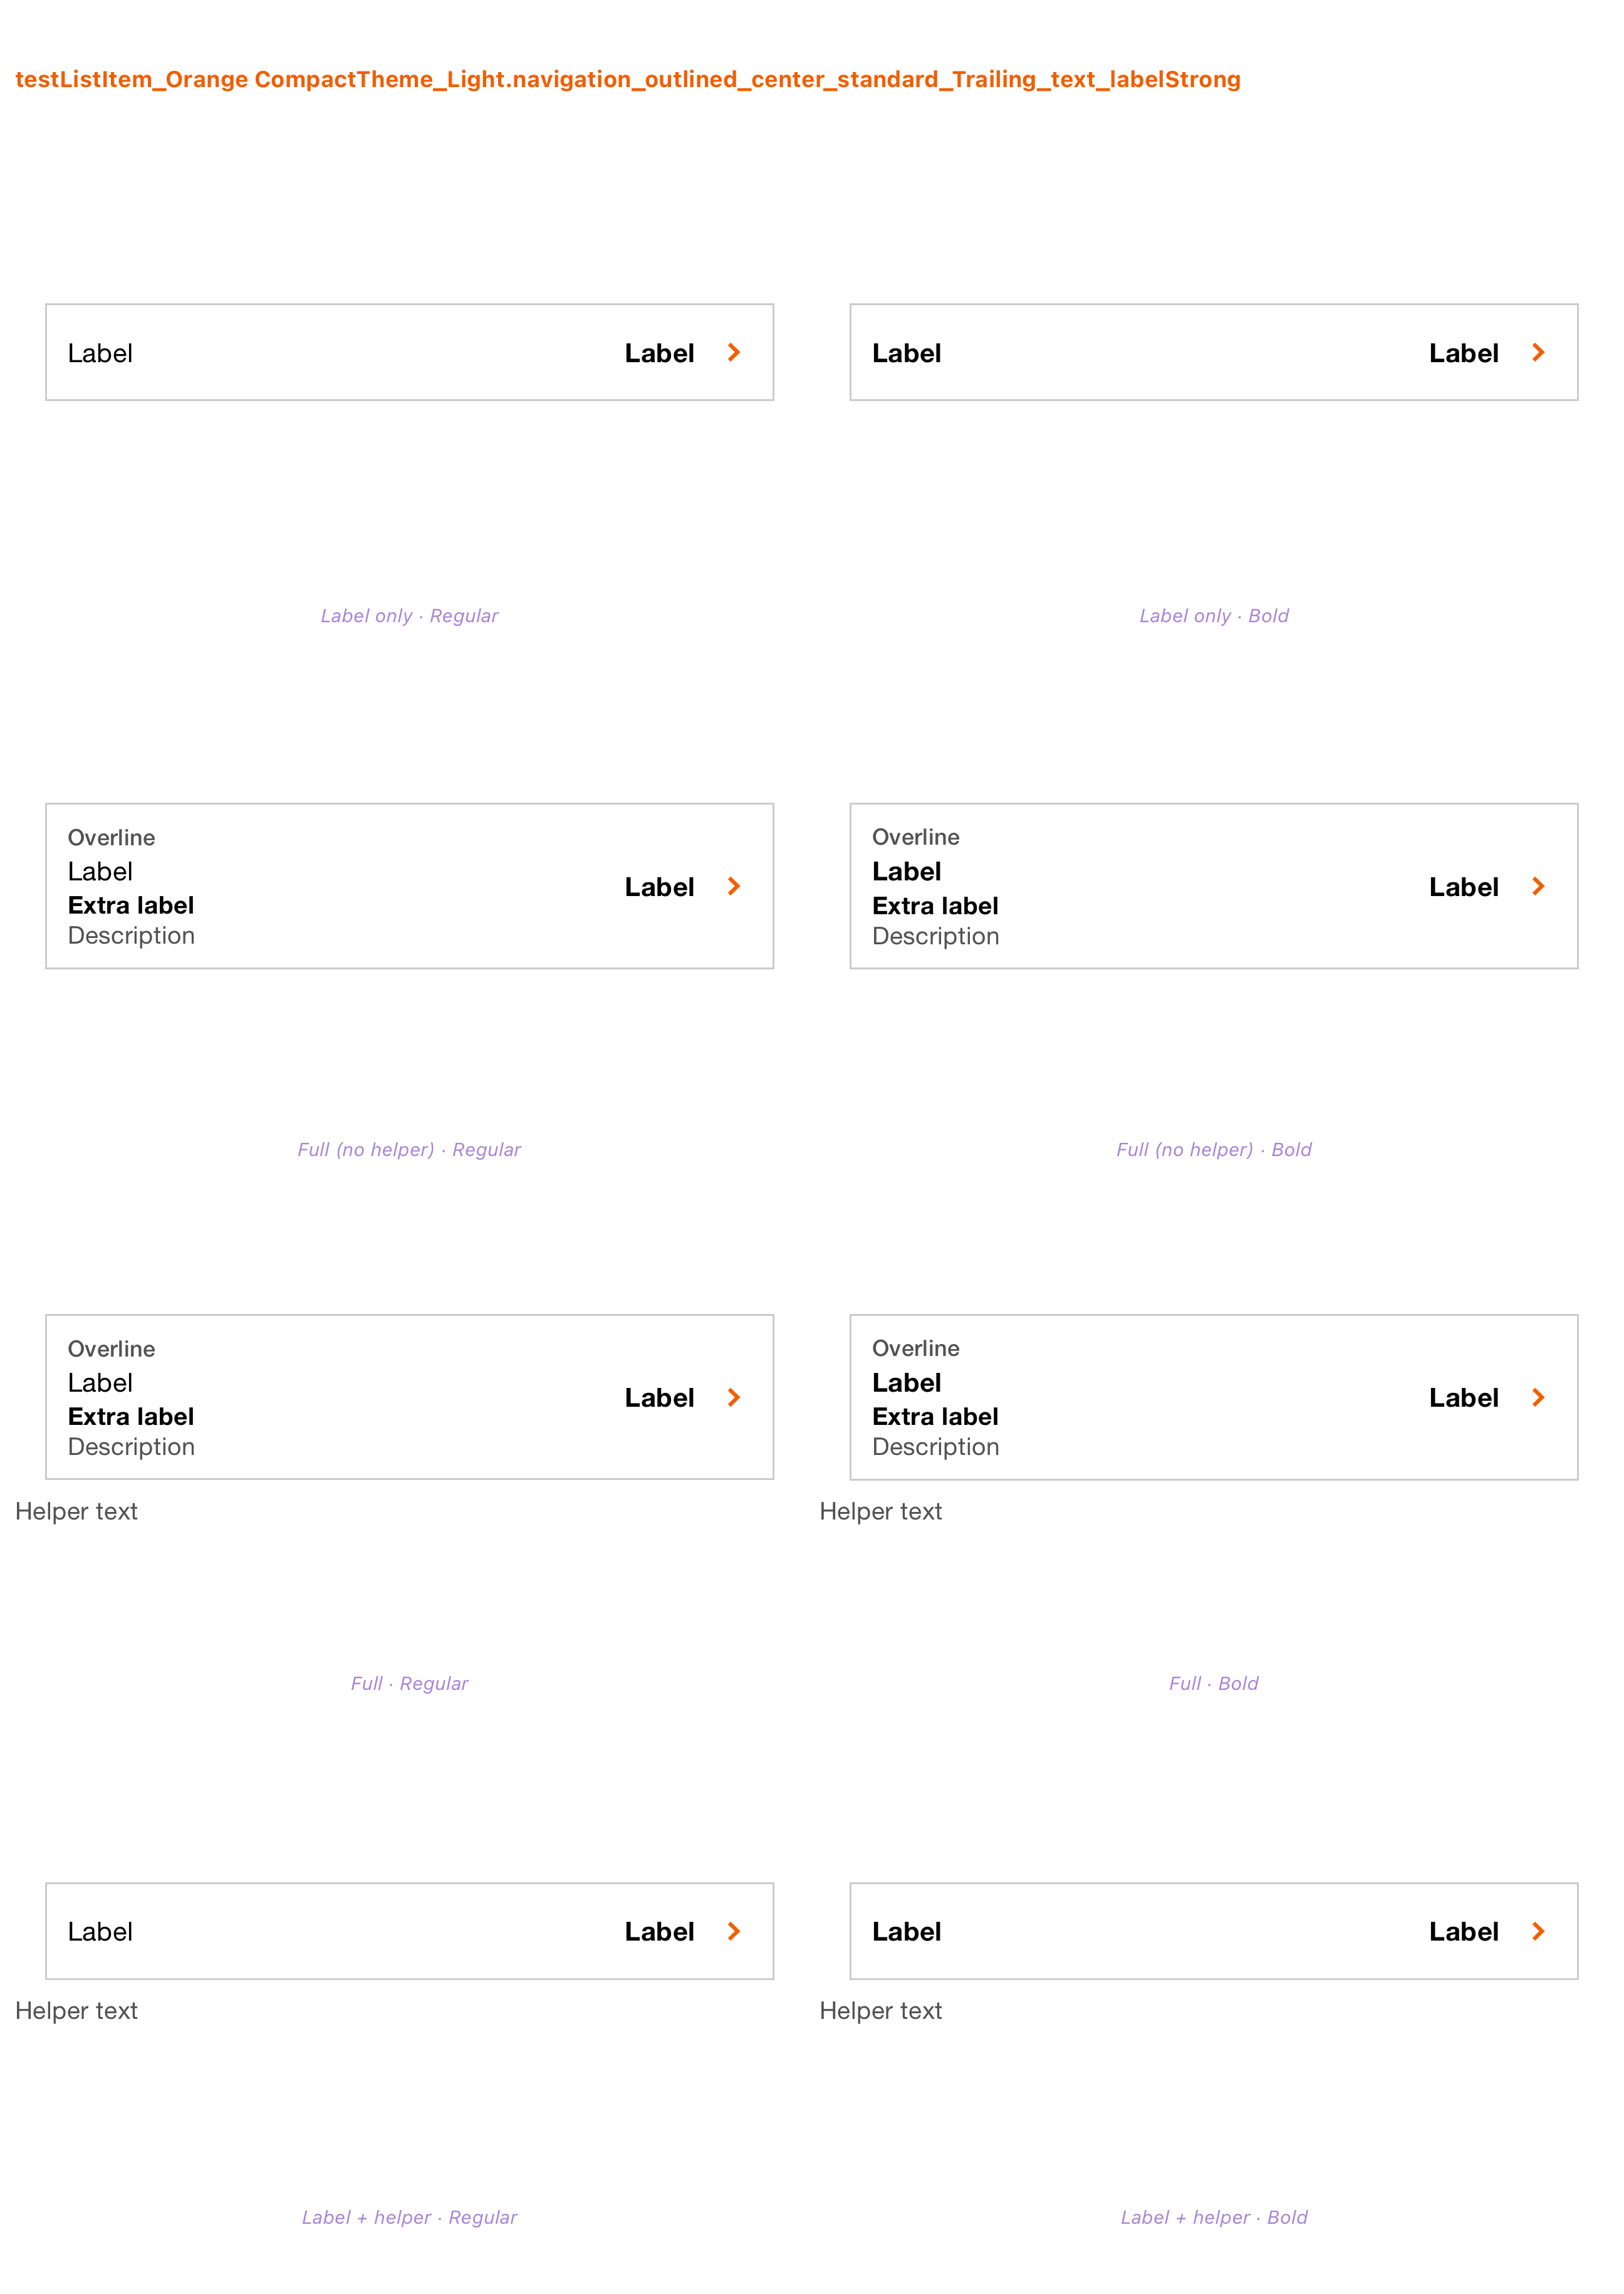 testListItem_Orange CompactTheme_Light.navigation_outlined_center_standard_Trailing_text_labelStrong
Label Label
Label Label
Label only · Regular
Label only · Bold
Overline
Label
Extra label
Description
Label
Overline
Label
Extra label
Description
Label
Full (no helper) · Regular
Full (no helper) · Bold
Overline
Label
Extra label
Description
Label
Helper text
Overline
Label
Extra label
Description
Label
Helper text
Full · Regular
Full · Bold
Label Label
Helper text
Label Label
Helper text
Label + helper · Regular
Label + helper · Bold